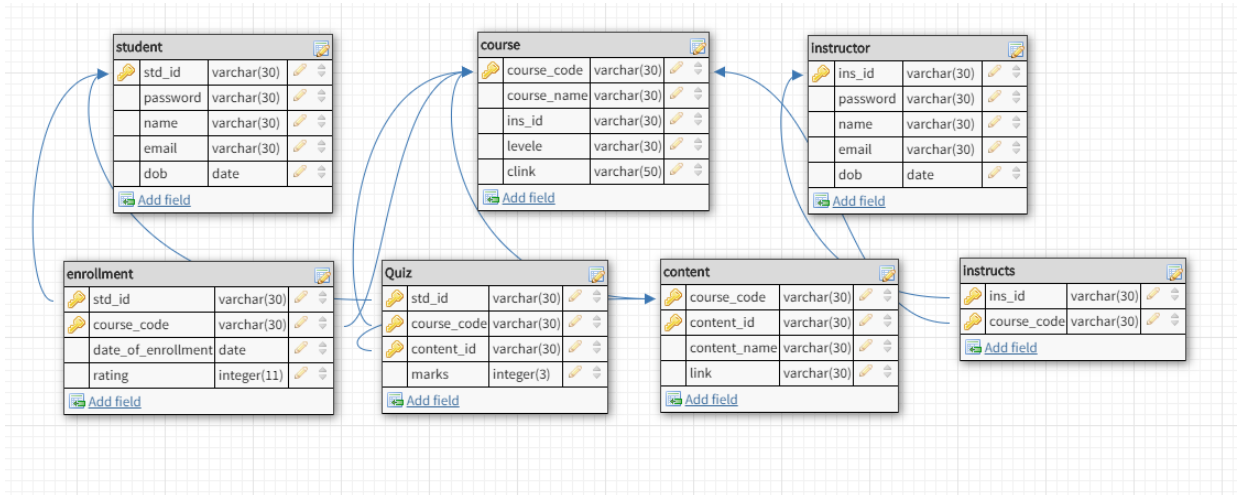 student
std_id varchar(30)
password varchar(30)
name varchar(30)
email varchar(30)
dob date
Add field
course
course_code varchar(30)
course_name varchar(30)
ins_id varchar(30)
levele varchar(30)
clink varchar(50)
Add field
instructor
ins_id varchar(30)
password varchar(30)
name varchar(30)
email varchar(30)
dob date
Add field
enrollment
std_id varchar(30)
course_code varchar(30)
date_of_enrollment date
rating integer(11)
Add field
Quiz
std_id varchar(30)
course_code varchar(30)
content_id varchar(30)
marks integer(3)
Add field
content
course_code varchar(30)
content_id varchar(30)
content_name varchar(30)
link varchar(30)
Add field
instructs
ins_id varchar(30)
course_code varchar(30)
Add field